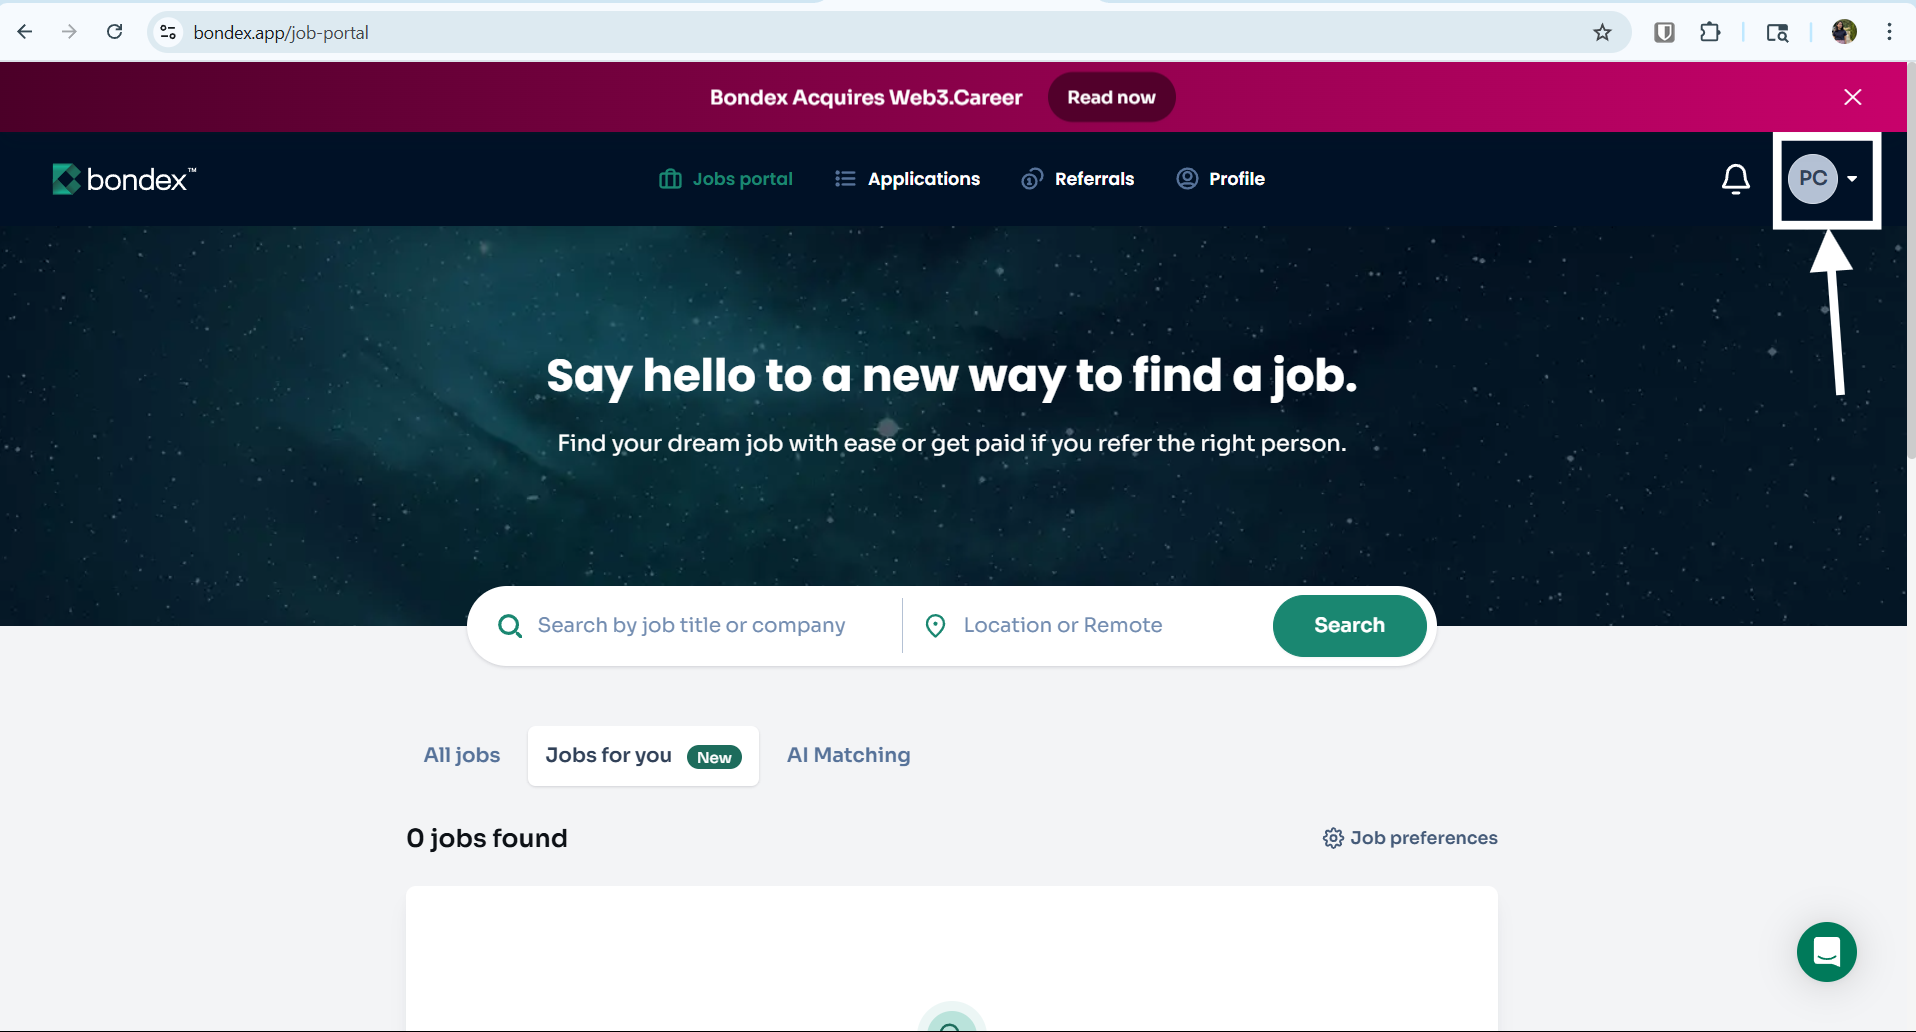 bondex.app/job-portal
Bondex Acquires Web3.Career Read now
bondex™ Jobs portal Applications Referrals Profile PC
Say hello to a new way to find a job.
Find your dream job with ease or get paid if you refer the right person.
Search by job title or company Location or Remote Search
All jobs Jobs for you New AI Matching
0 jobs found Job preferences